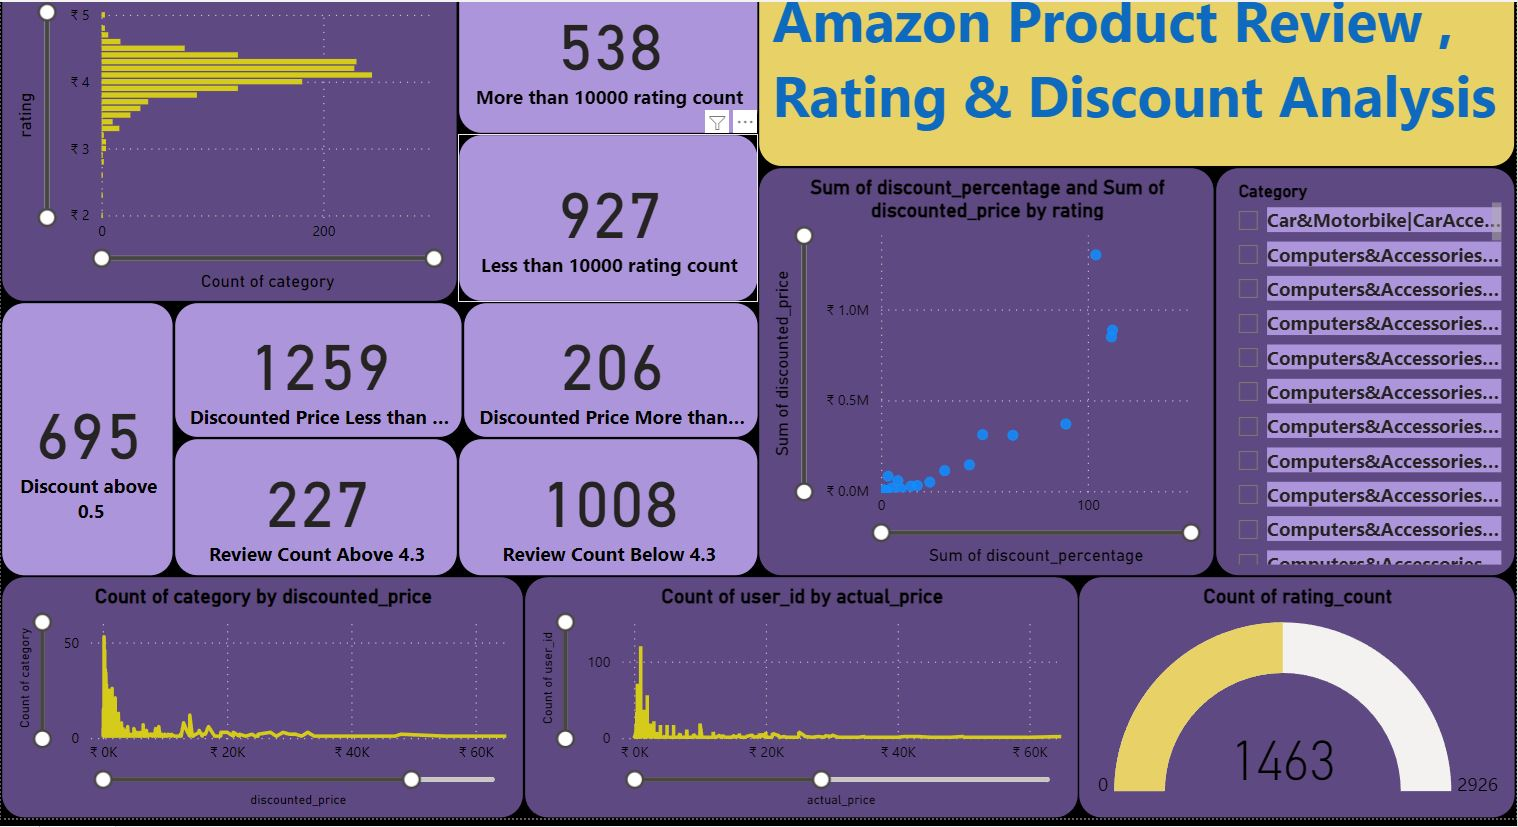 Amazon Product Review ,
Rating & Discount Analysis
rating
₹ 5
₹ 4
₹ 3
₹ 2
0
200
Count of category
538
More than 10000 rating count
927
Less than 10000 rating count
695
Discount above
0.5
1259
Discounted Price Less than ...
206
Discounted Price More than...
227
Review Count Above 4.3
1008
Review Count Below 4.3
Sum of discount_percentage and Sum of
discounted_price by rating
Sum of discounted_price
₹ 1.0M
₹ 0.5M
₹ 0.0M
0
100
Sum of discount_percentage
Category
Car&Motorbike|CarAcce...
Computers&Accessories...
Computers&Accessories...
Computers&Accessories...
Computers&Accessories...
Computers&Accessories...
Computers&Accessories...
Computers&Accessories...
Computers&Accessories...
Computers&Accessories...
Computers&Accessories...
Count of category by discounted_price
Count of category
50
0
₹ 0K
₹ 20K
₹ 40K
₹ 60K
discounted_price
Count of user_id by actual_price
Count of user_id
100
0
₹ 0K
₹ 20K
₹ 40K
₹ 60K
actual_price
Count of rating_count
1463
0
2926